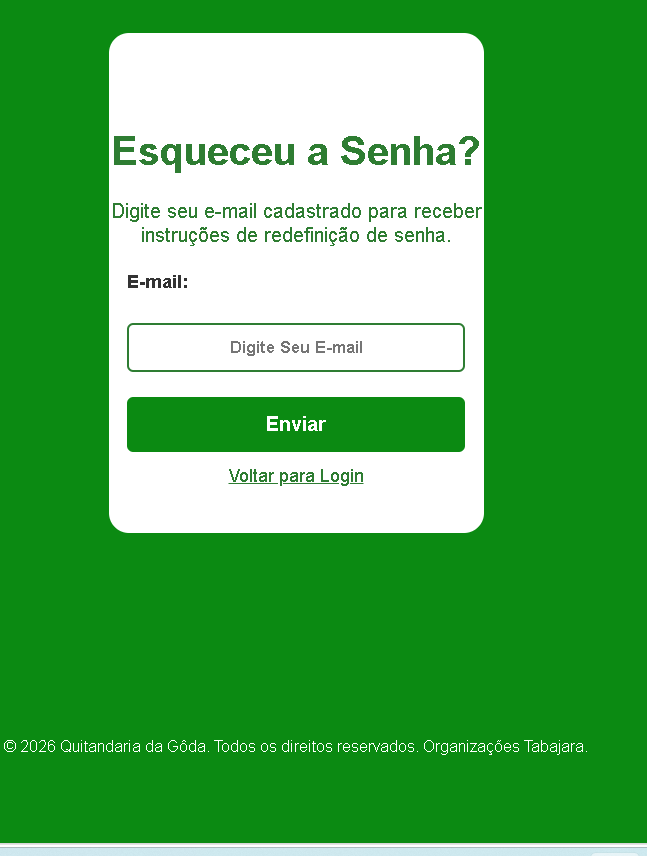 Esqueceu a Senha?
Digite seu e-mail cadastrado para receber
instruções de redefinição de senha.
E-mail:
Digite Seu E-mail
Enviar
Voltar para Login
© 2026 Quitandaria da Gôda. Todos os direitos reservados. Organizações Tabajara.